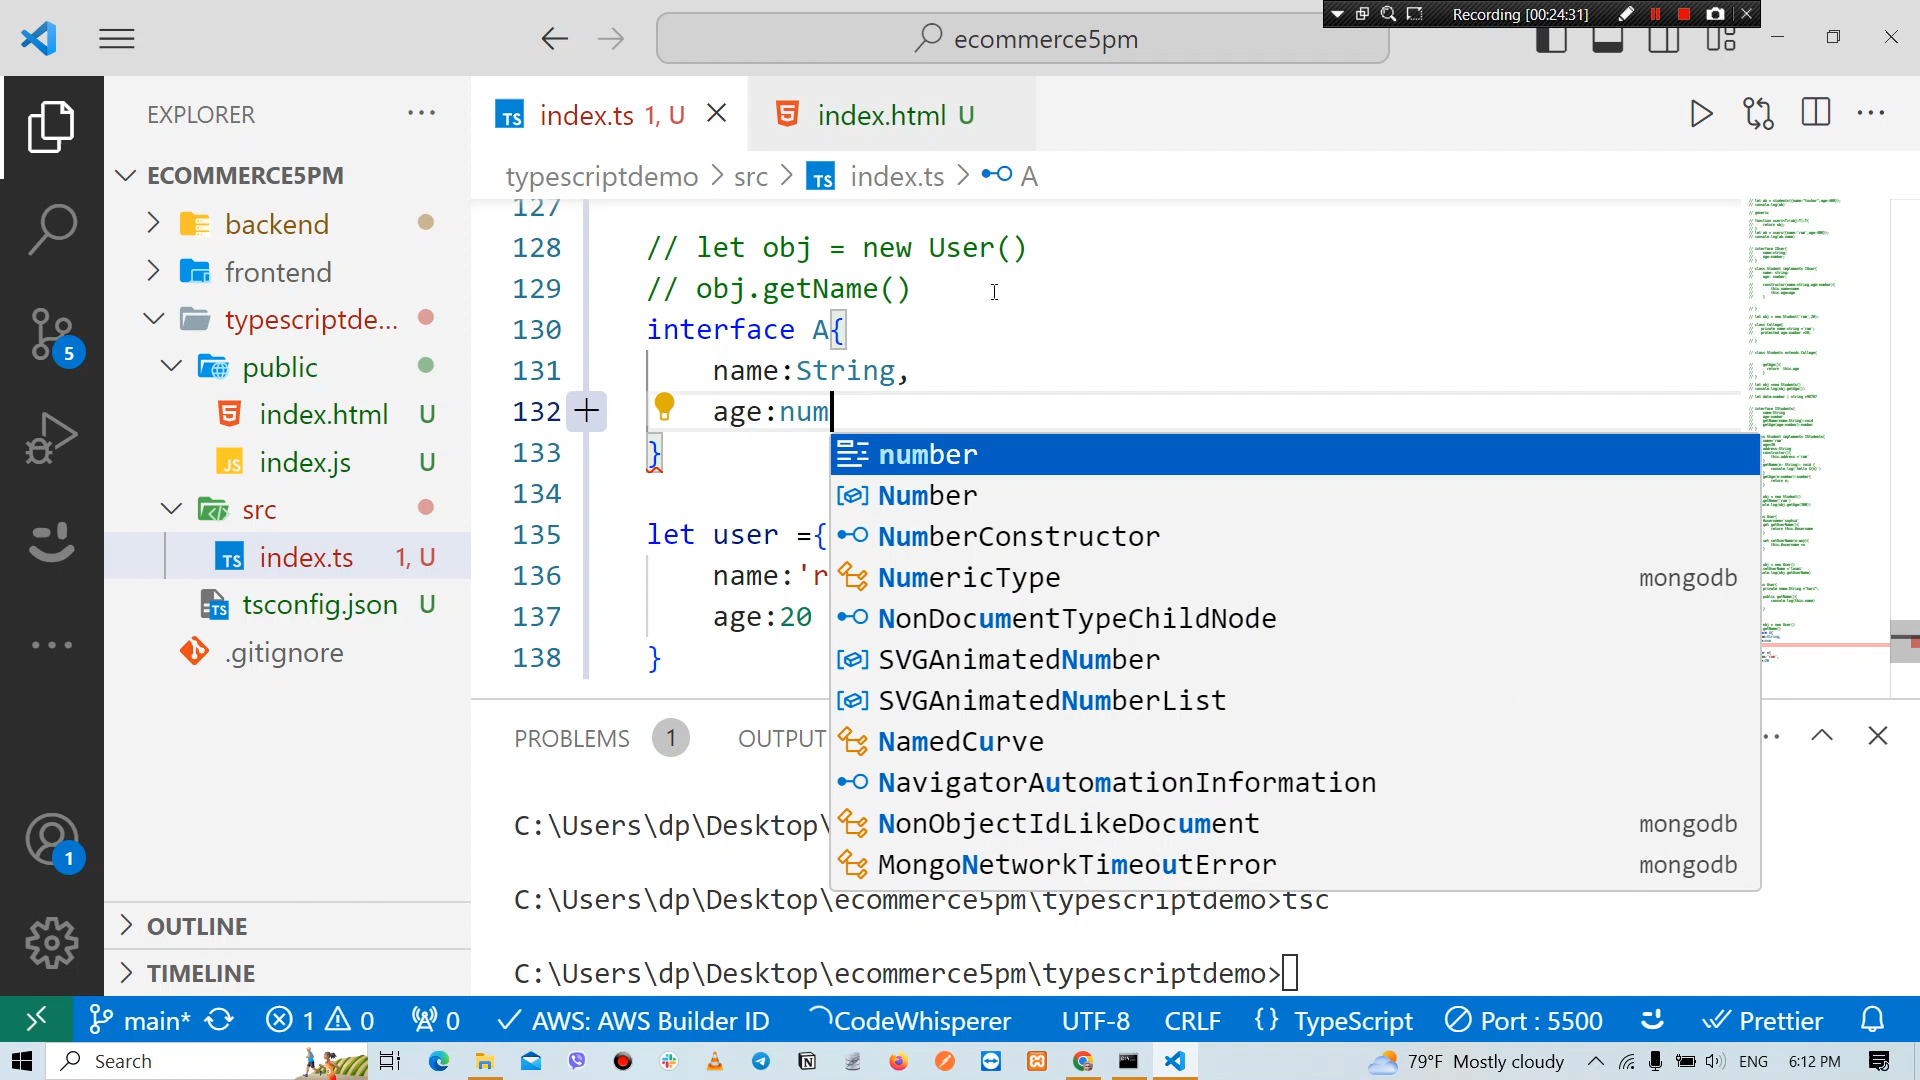 Recording [00:24:31]
ecommerce5pm
EXPLORER
index.ts 1, U
index.html U
ECOMMERCE5PM
typescriptdemo > src > TS index.ts > A
backend
frontend
typescriptde...
public
index.html U
index.js U
src
TS index.ts 1, U
tsconfig.json U
.gitignore
OUTLINE
TIMELINE
127
128 // let obj = new User()
129 // obj.getName()
130 interface A{
131 name:String,
132 age:num
133 }
134
135 let user ={
136 name:'r
137 age:20
138 }
number
Number
NumberConstructor
NumericType mongodb
NonDocumentTypeChildNode
SVGAnimatedNumber
SVGAnimatedNumberList
NamedCurve
NavigatorAutomationInformation
NonObjectIdLikeDocument mongodb
MongoNetworkTimeoutError mongodb
PROBLEMS 1 OUTPUT
C:\Users\dp\Desktop\
C:\Users\dp\Desktop\ecommerce5pm\typescriptdemo>tsc
C:\Users\dp\Desktop\ecommerce5pm\typescriptdemo>
5
1
main* 1 0 0 AWS: AWS Builder ID CodeWhisperer UTF-8 CRLF {} TypeScript Port : 5500 Prettier
Search 79°F Mostly cloudy ENG 6:12 PM